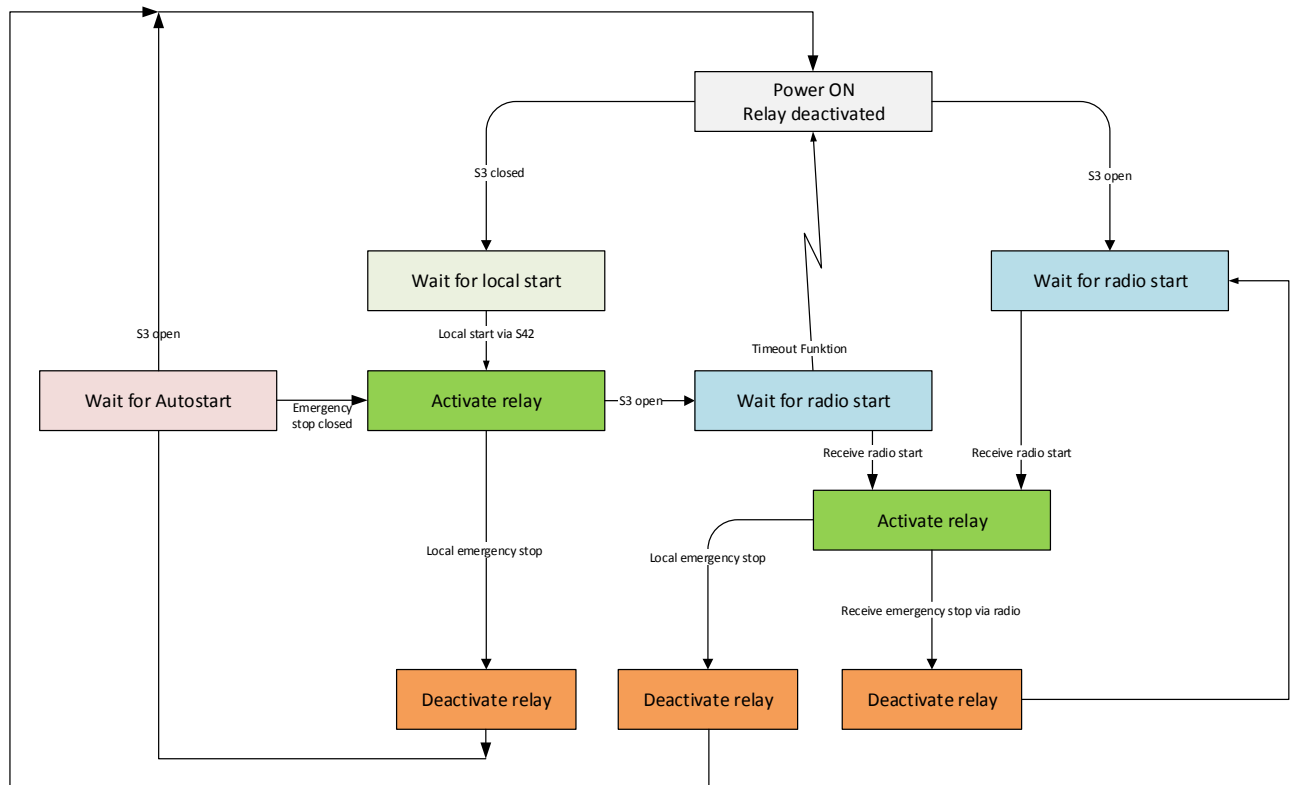 Power ON
Relay deactivated
S3 closed
S3 open
Wait for local start
Wait for radio start
S3 open
Local start via S42
Timeout Funktion
Wait for Autostart
Emergency
stop closed
Activate relay
S3 open
Wait for radio start
Receive radio start
Receive radio start
Activate relay
Local emergency stop
Local emergency stop
Receive emergency stop via radio
Deactivate relay
Deactivate relay
Deactivate relay